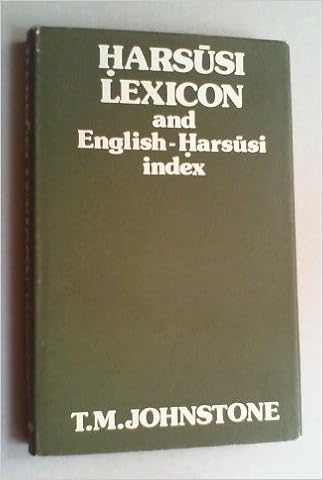 ḤARSŪSI
LEXICON
and
English-Ḥarsūsi
index
T.M. JOHNSTONE